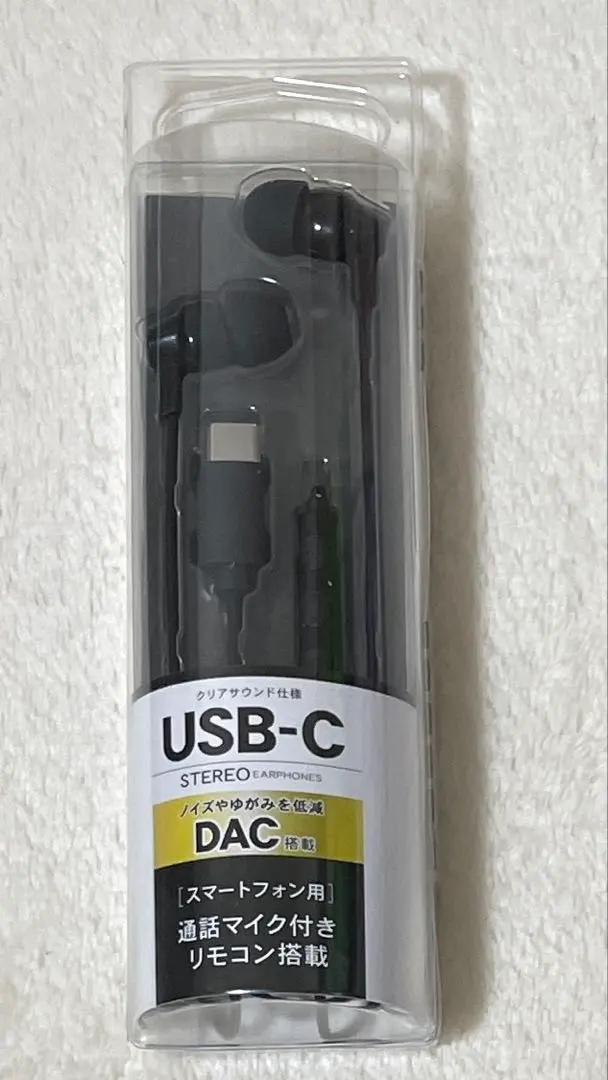 クリアサウンド仕様
USB-C
STEREO EARPHONES
ノイズやゆがみを低減
DAC搭載
[スマートフォン用]
通話マイク付き
リモコン搭載